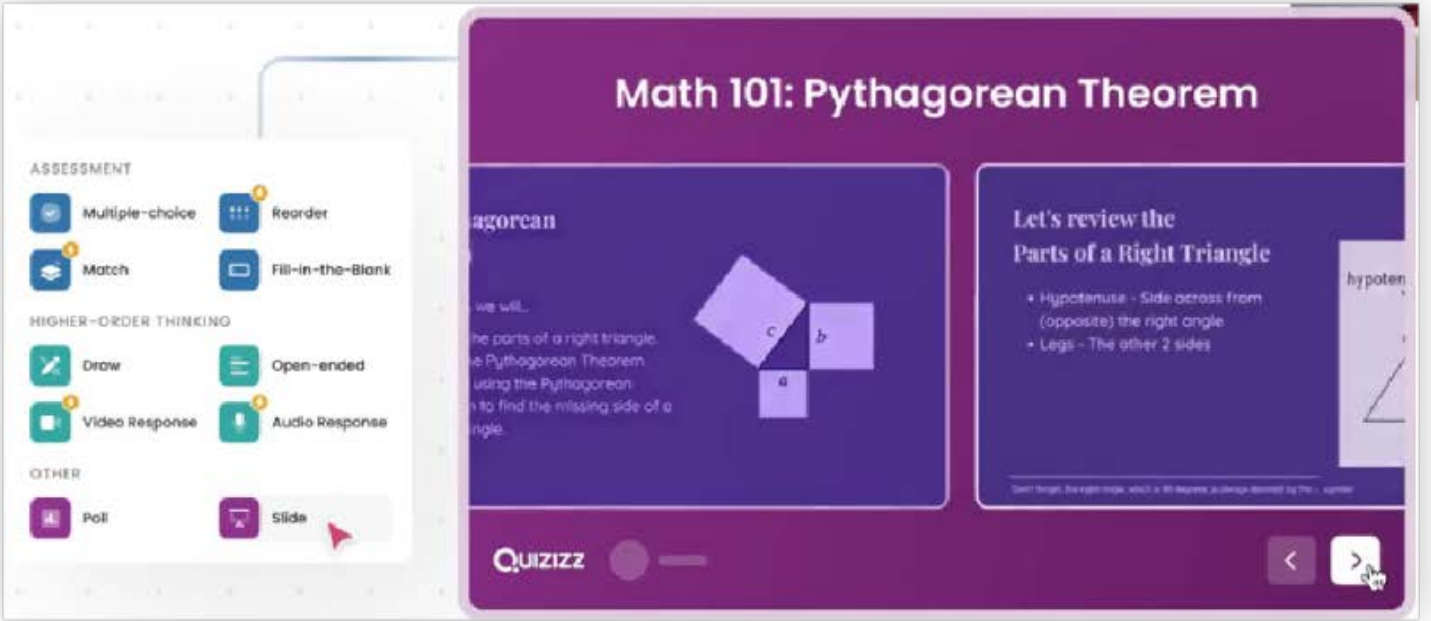 Math 101: Pythagorean Theorem
ASSESSMENT
Multiple-choice
Reorder
Match
Fill-in-the-Blank
HIGHER-ORDER THINKING
Draw
Open-ended
Video Response
Audio Response
OTHER
Poll
Slide
agorean
we will...
he parts of a right triangle.
e Pythagorean Theorem
using the Pythagorean
to find the missing side of a
ngle.
c
b
a
Let's review the
Parts of a Right Triangle
• Hypotenuse - Side across from
(opposite) the right angle
• Legs - The other 2 sides
hypoten
QUIZIZZ